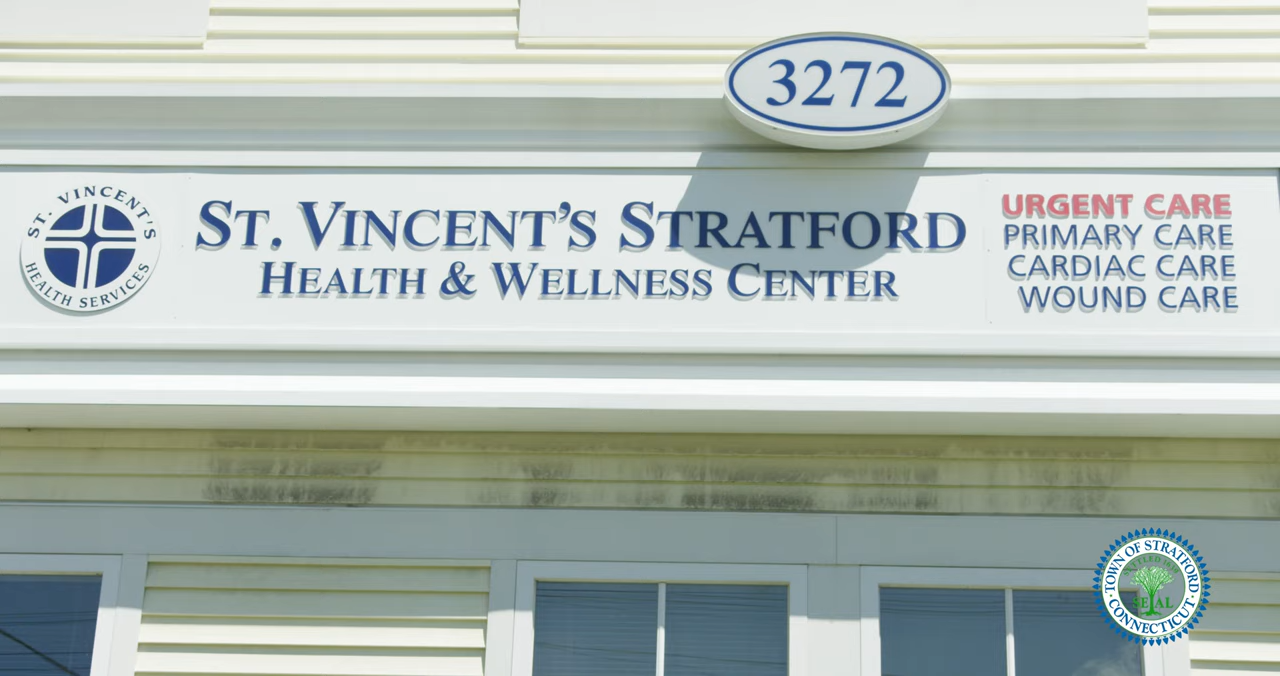 3272
ST. VINCENT'S
HEALTH SERVICES
ST. VINCENT'S STRATFORD
HEALTH & WELLNESS CENTER
URGENT CARE
PRIMARY CARE
CARDIAC CARE
WOUND CARE
TOWN OF STRATFORD
SEAL
CONNECTICUT